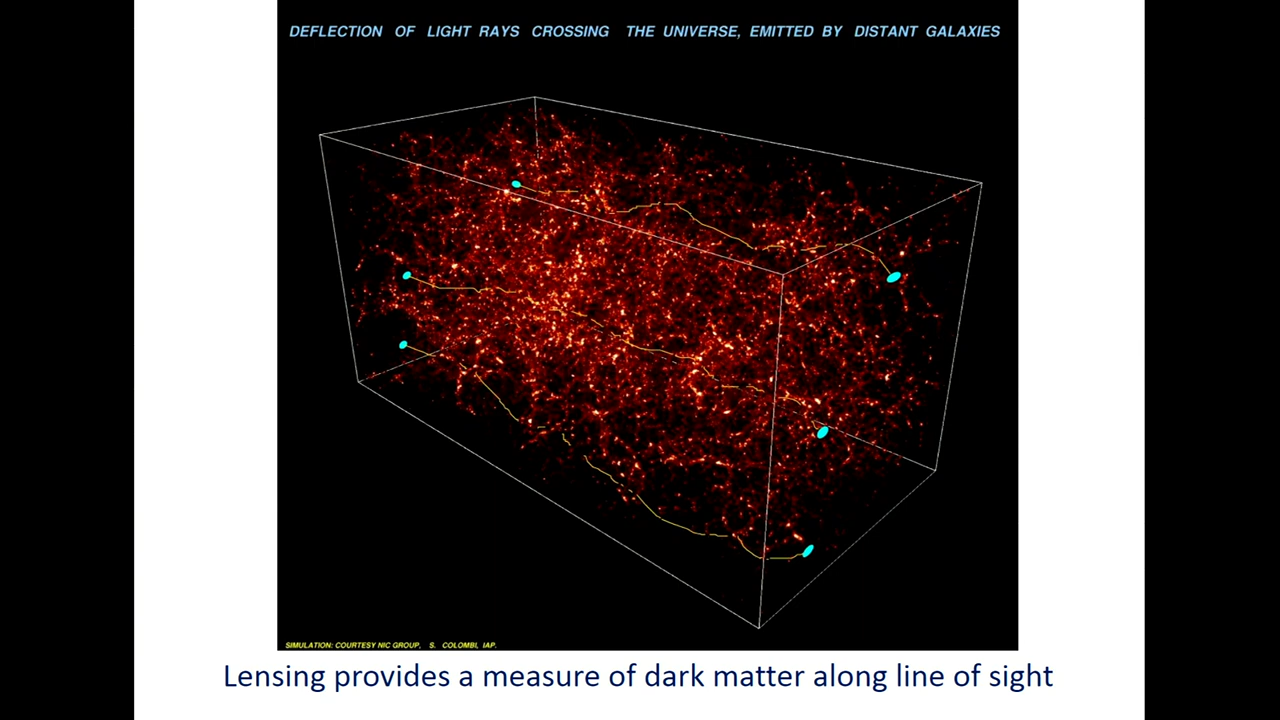 DEFLECTION OF LIGHT RAYS CROSSING THE UNIVERSE, EMITTED BY DISTANT GALAXIES
SIMULATION: COURTESY NIC GROUP, S. COLOMBI, IAP.
Lensing provides a measure of dark matter along line of sight